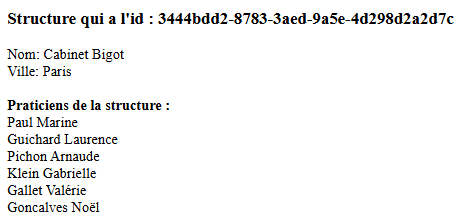 Structure qui a l'id : 3444bdd2-8783-3aed-9a5e-4d298d2a2d7c
Nom: Cabinet Bigot
Ville: Paris
Praticiens de la structure :
Paul Marine
Guichard Laurence
Pichon Arnaude
Klein Gabrielle
Gallet Valérie
Goncalves Noël